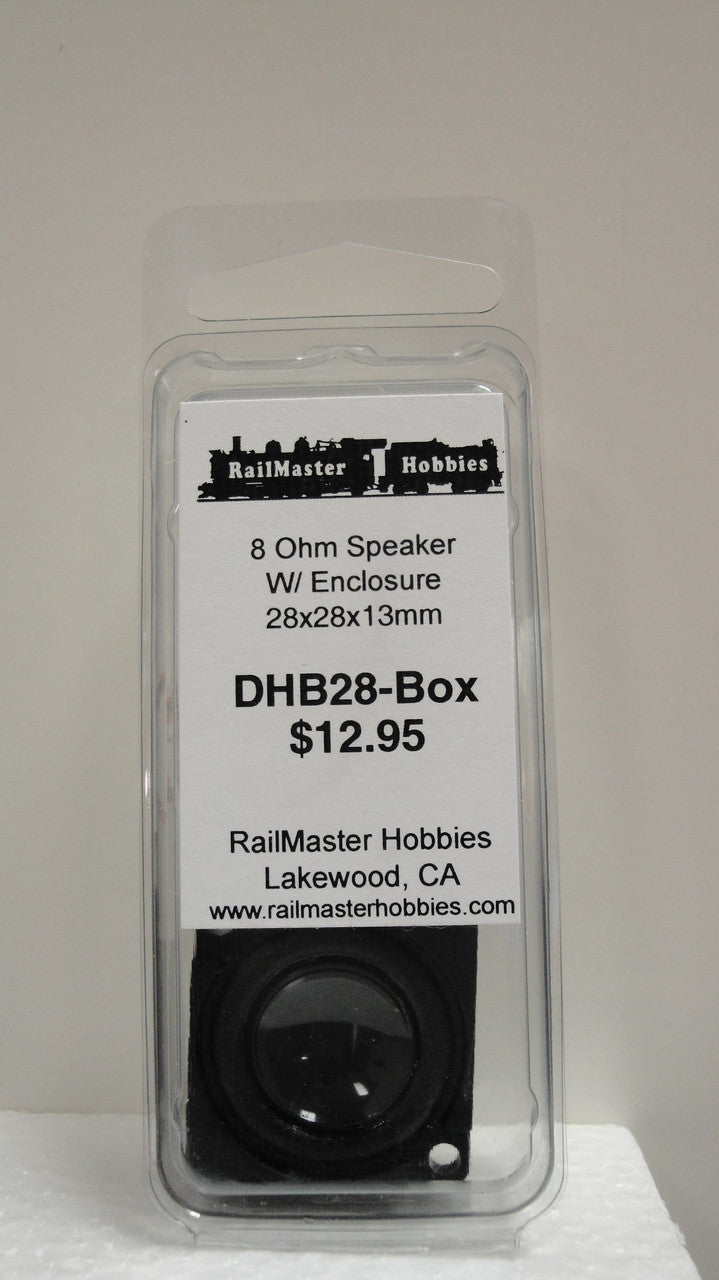 RailMaster Hobbies
8 Ohm Speaker
W/ Enclosure
28x28x13mm
DHB28-Box
$12.95
RailMaster Hobbies
Lakewood, CA
www.railmasterhobbies.com